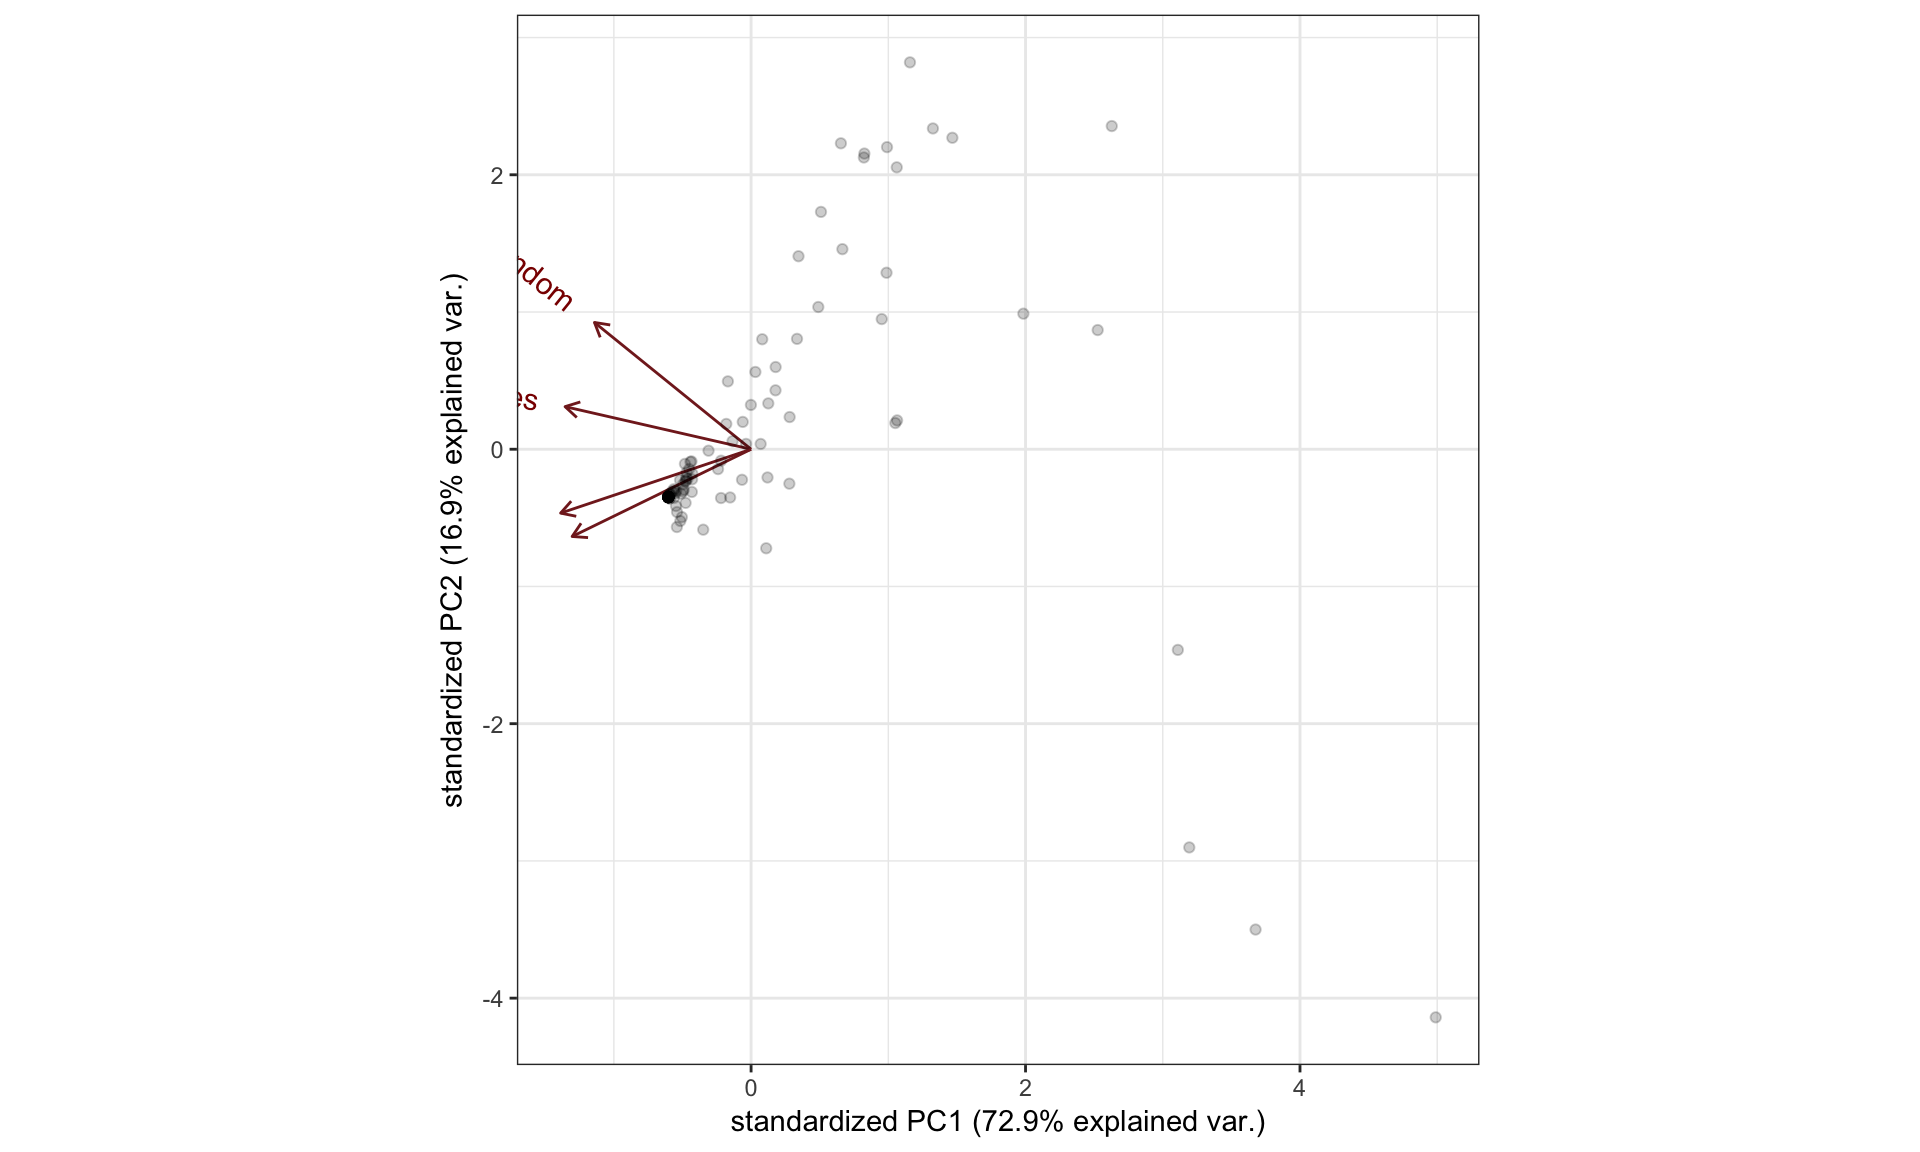 2
0
-2
-4
standardized PC2 (16.9% explained var.)
ndom
es
0
2
4
standardized PC1 (72.9% explained var.)